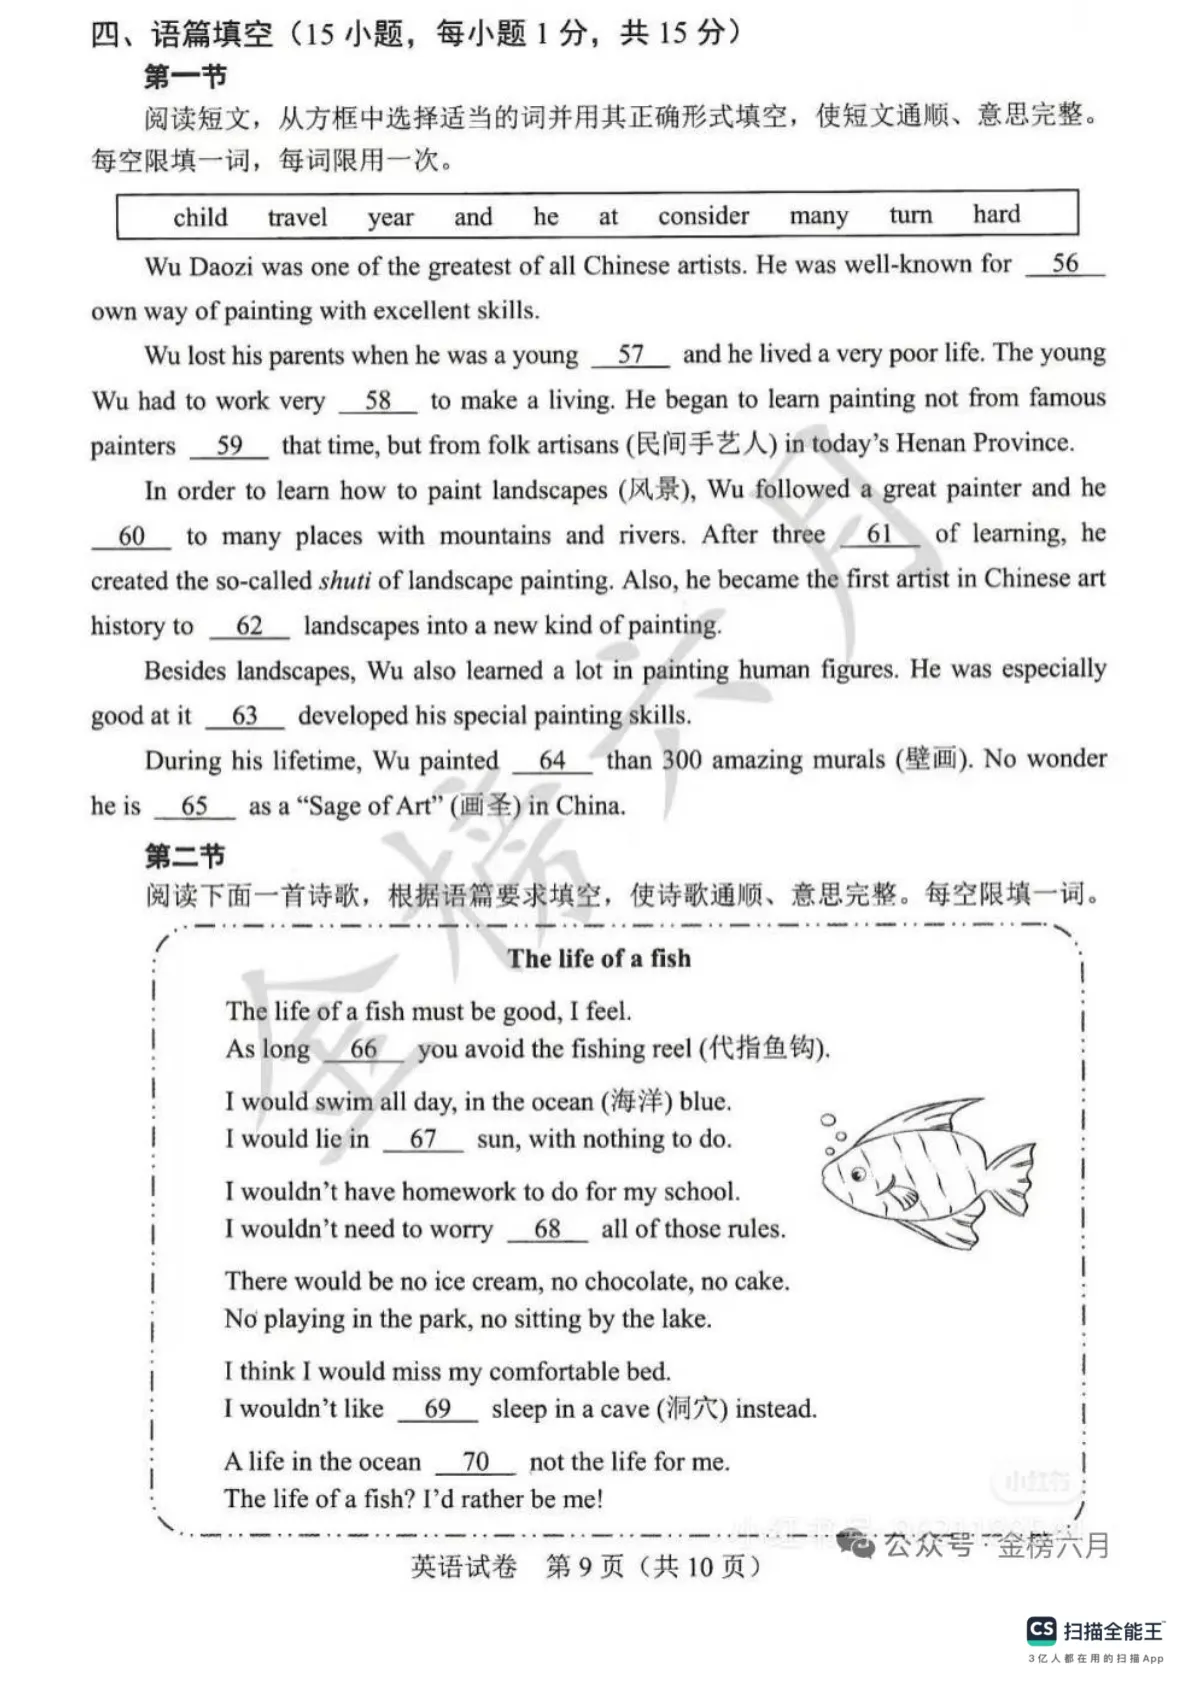 四、语篇填空（15 小题，每小题 1 分，共 15 分）
第一节
阅读短文，从方框中选择适当的词并用其正确形式填空，使短文通顺、意思完整。
每空限填一词，每词限用一次。
child travel year and he at consider many turn hard
Wu Daozi was one of the greatest of all Chinese artists. He was well-known for 56
own way of painting with excellent skills.
Wu lost his parents when he was a young 57 and he lived a very poor life. The young
Wu had to work very 58 to make a living. He began to learn painting not from famous
painters 59 that time, but from folk artisans (民间手艺人) in today's Henan Province.
In order to learn how to paint landscapes (风景), Wu followed a great painter and he
60 to many places with mountains and rivers. After three 61 of learning, he
created the so-called shuti of landscape painting. Also, he became the first artist in Chinese art
history to 62 landscapes into a new kind of painting.
Besides landscapes, Wu also learned a lot in painting human figures. He was especially
good at it 63 developed his special painting skills.
During his lifetime, Wu painted 64 than 300 amazing murals (壁画). No wonder
he is 65 as a “Sage of Art” (画圣) in China.
第二节
阅读下面一首诗歌，根据语篇要求填空，使诗歌通顺、意思完整。每空限填一词。
The life of a fish
The life of a fish must be good, I feel.
As long 66 you avoid the fishing reel (代指鱼钩).
I would swim all day, in the ocean (海洋) blue.
I would lie in 67 sun, with nothing to do.
I wouldn't have homework to do for my school.
I wouldn't need to worry 68 all of those rules.
There would be no ice cream, no chocolate, no cake.
No playing in the park, no sitting by the lake.
I think I would miss my comfortable bed.
I wouldn't like 69 sleep in a cave (洞穴) instead.
A life in the ocean 70 not the life for me.
The life of a fish? I'd rather be me!
小红书
公众号·金榜六月
英语试卷 第 9 页（共 10 页）
金榜六月
CS 扫描全能王
3亿人都在用的扫描App